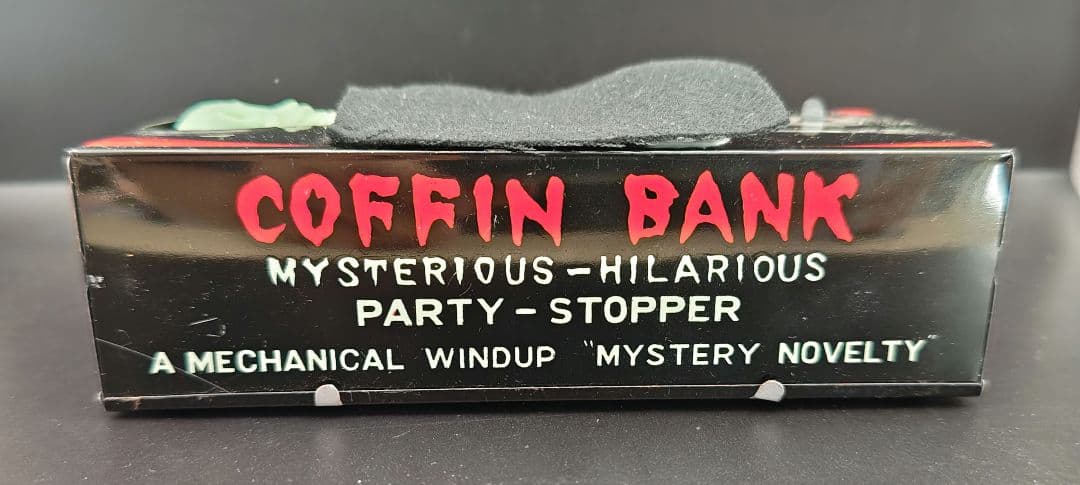 COFFIN BANK
MYSTERIOUS - HILARIOUS
PARTY - STOPPER
A MECHANICAL WINDUP "MYSTERY NOVELTY"